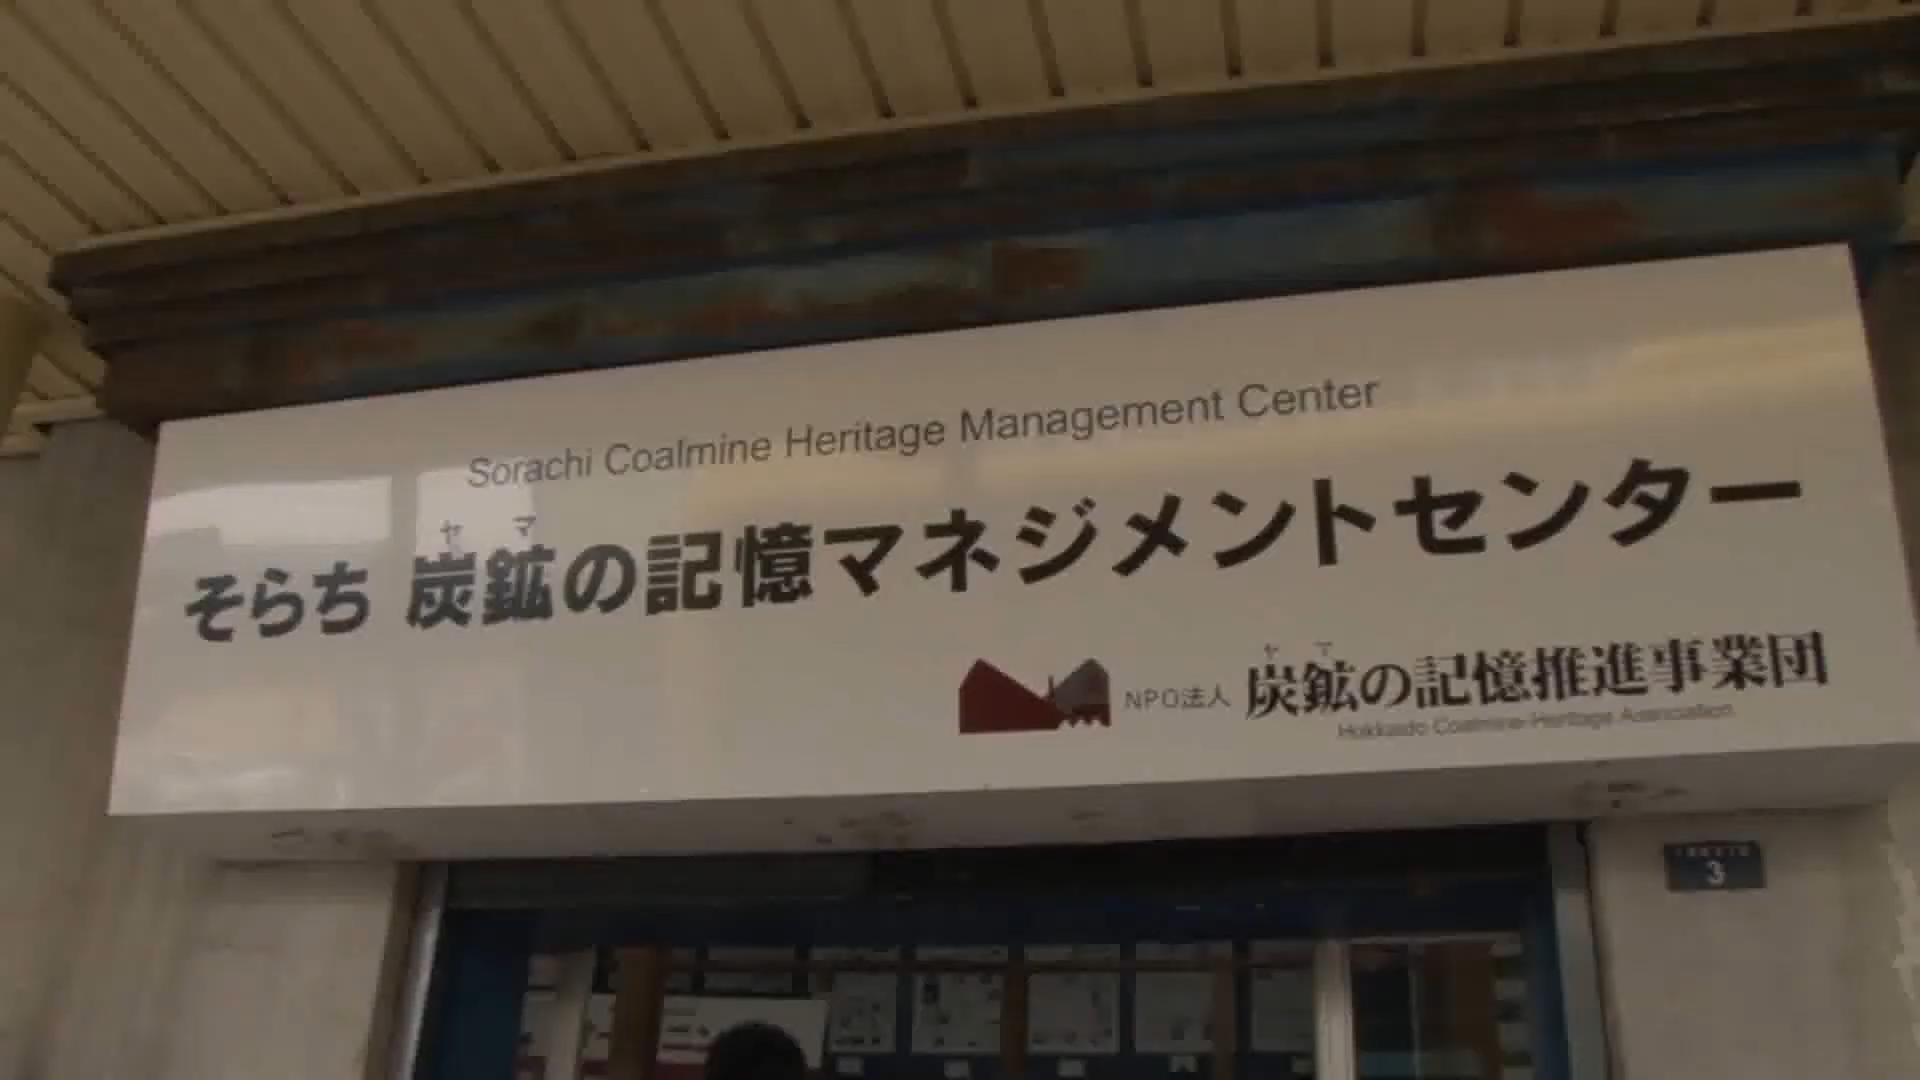 Sorachi Coalmine Heritage Management Center
ヤマ
そらち 炭鉱の記憶マネジメントセンター
ヤマ
NPO法人 炭鉱の記憶推進事業団
Hokkaido Coalmine-Heritage Association
3